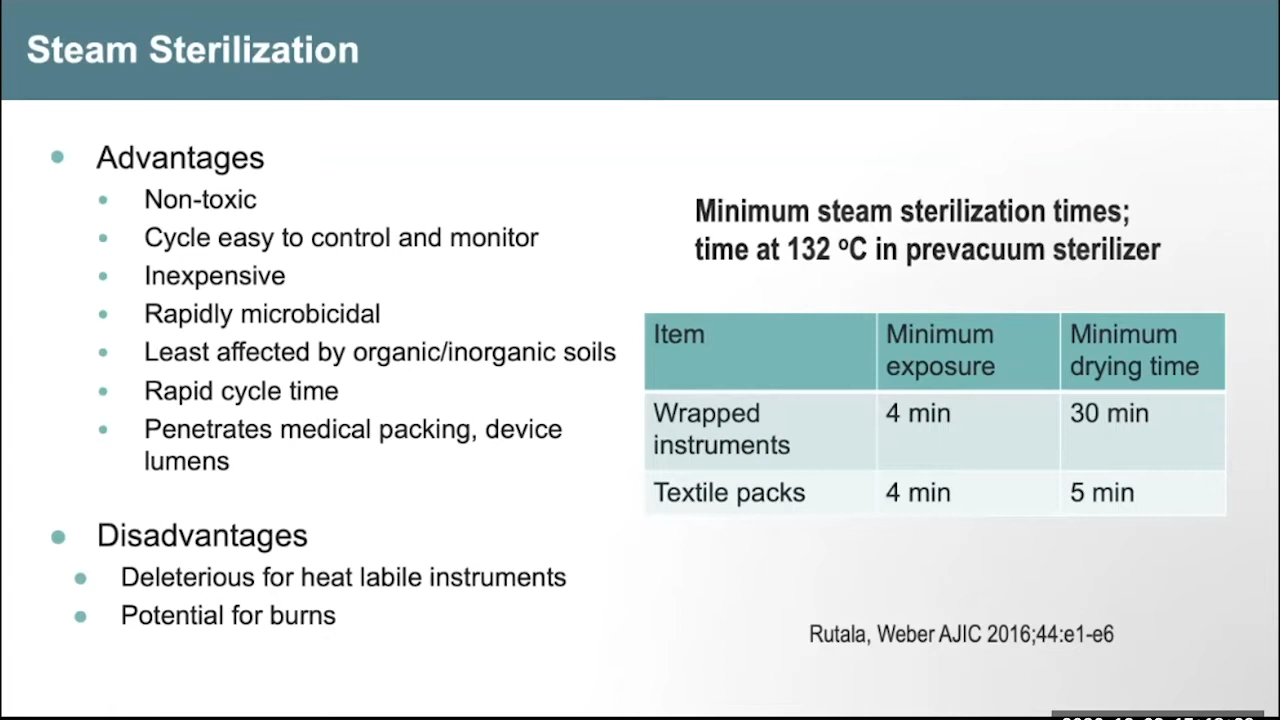 Steam Sterilization
Advantages
Non-toxic
Cycle easy to control and monitor
Inexpensive
Rapidly microbicidal
Least affected by organic/inorganic soils
Rapid cycle time
Penetrates medical packing, device
lumens
Disadvantages
Deleterious for heat labile instruments
Potential for burns
Minimum steam sterilization times;
time at 132 ºC in prevacuum sterilizer
Item
Minimum
exposure
Minimum
drying time
Wrapped
instruments
4 min
30 min
Textile packs
4 min
5 min
Rutala, Weber AJIC 2016;44:e1-e6